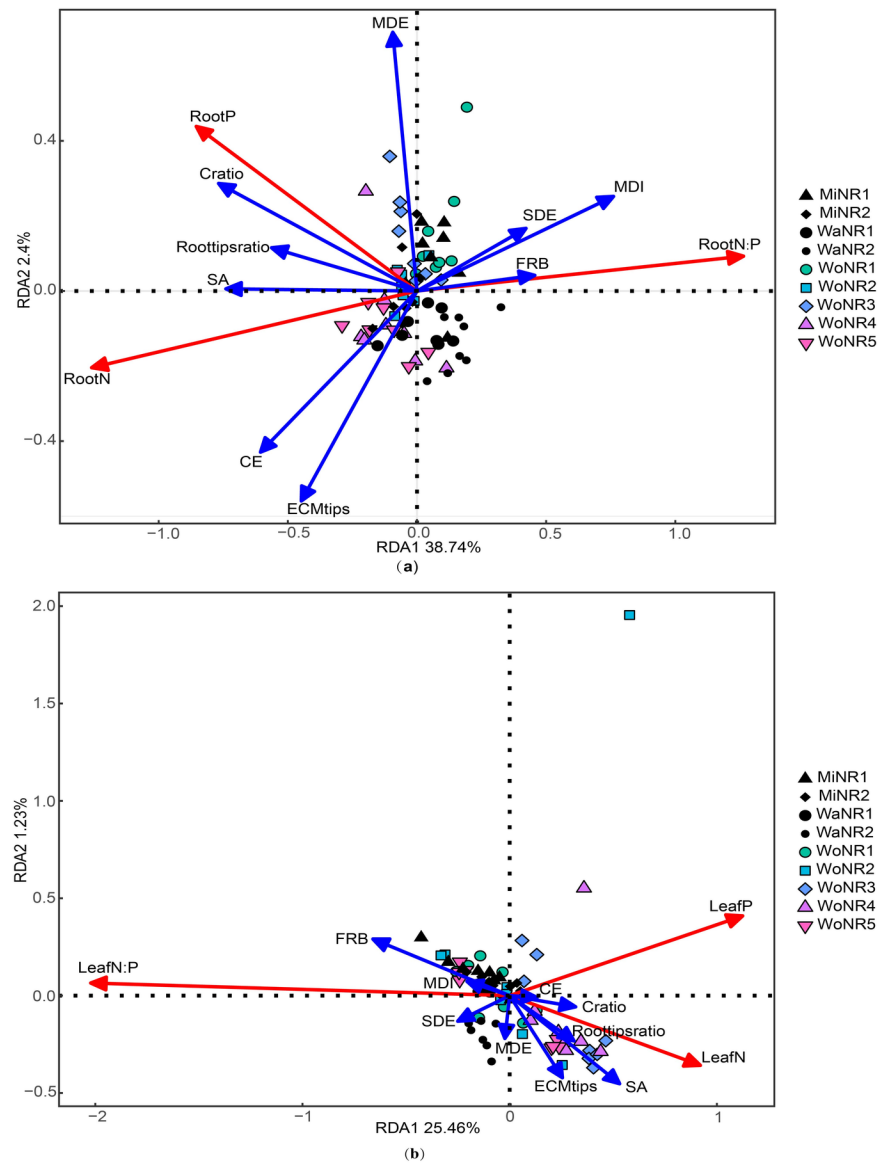 MDE
RootP
Cratio
MDI
SDE
Roottipsratio
RootN:P
FRB
SA
RootN
CE
ECMtips
0.4
0.0
−0.4
RDA2 2.4%
−1.0
−0.5
0.0
0.5
1.0
RDA1 38.74%
MiNR1
MiNR2
WaNR1
WaNR2
WoNR1
WoNR2
WoNR3
WoNR4
WoNR5
(a)
2.0
1.5
1.0
0.5
0.0
−0.5
RDA2 1.23%
LeafP
FRB
LeafN:P
MDI
CE
Cratio
SDE
Roottipsratio
MDE
LeafN
ECMtips
SA
−2
−1
0
1
RDA1 25.46%
MiNR1
MiNR2
WaNR1
WaNR2
WoNR1
WoNR2
WoNR3
WoNR4
WoNR5
(b)